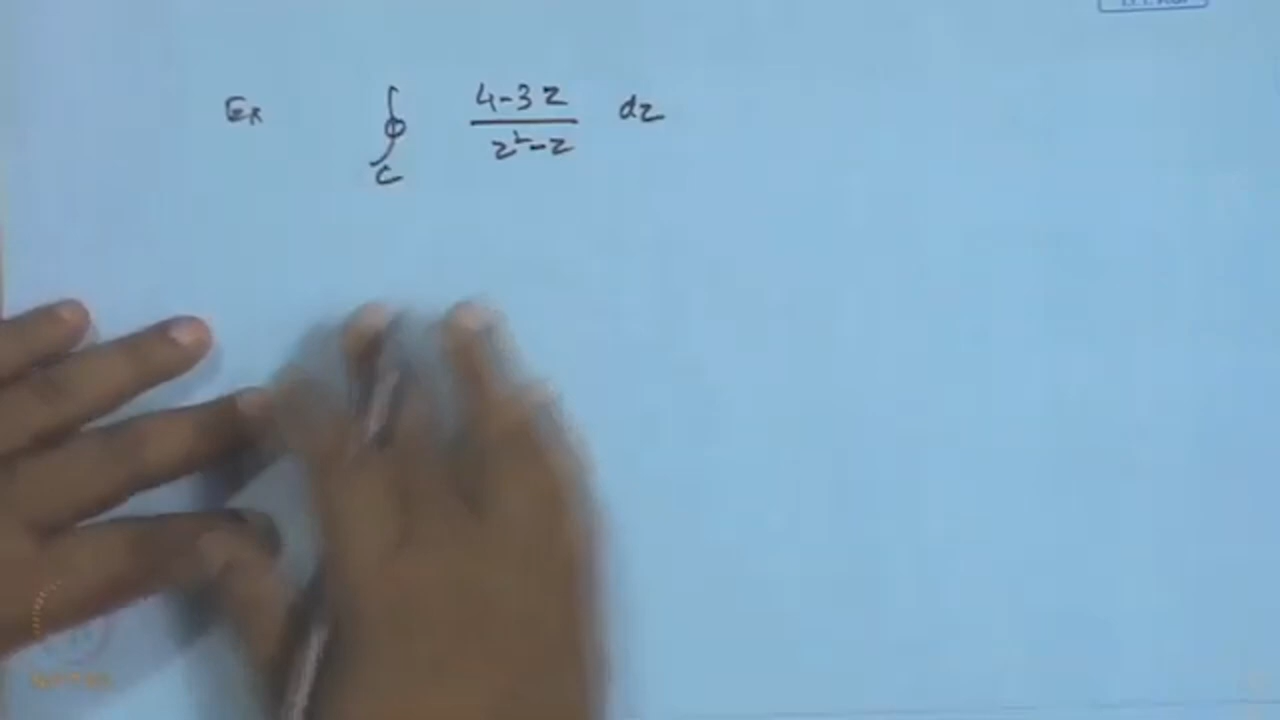 Ex ∮_C (4-3z)/(z²-z) dz